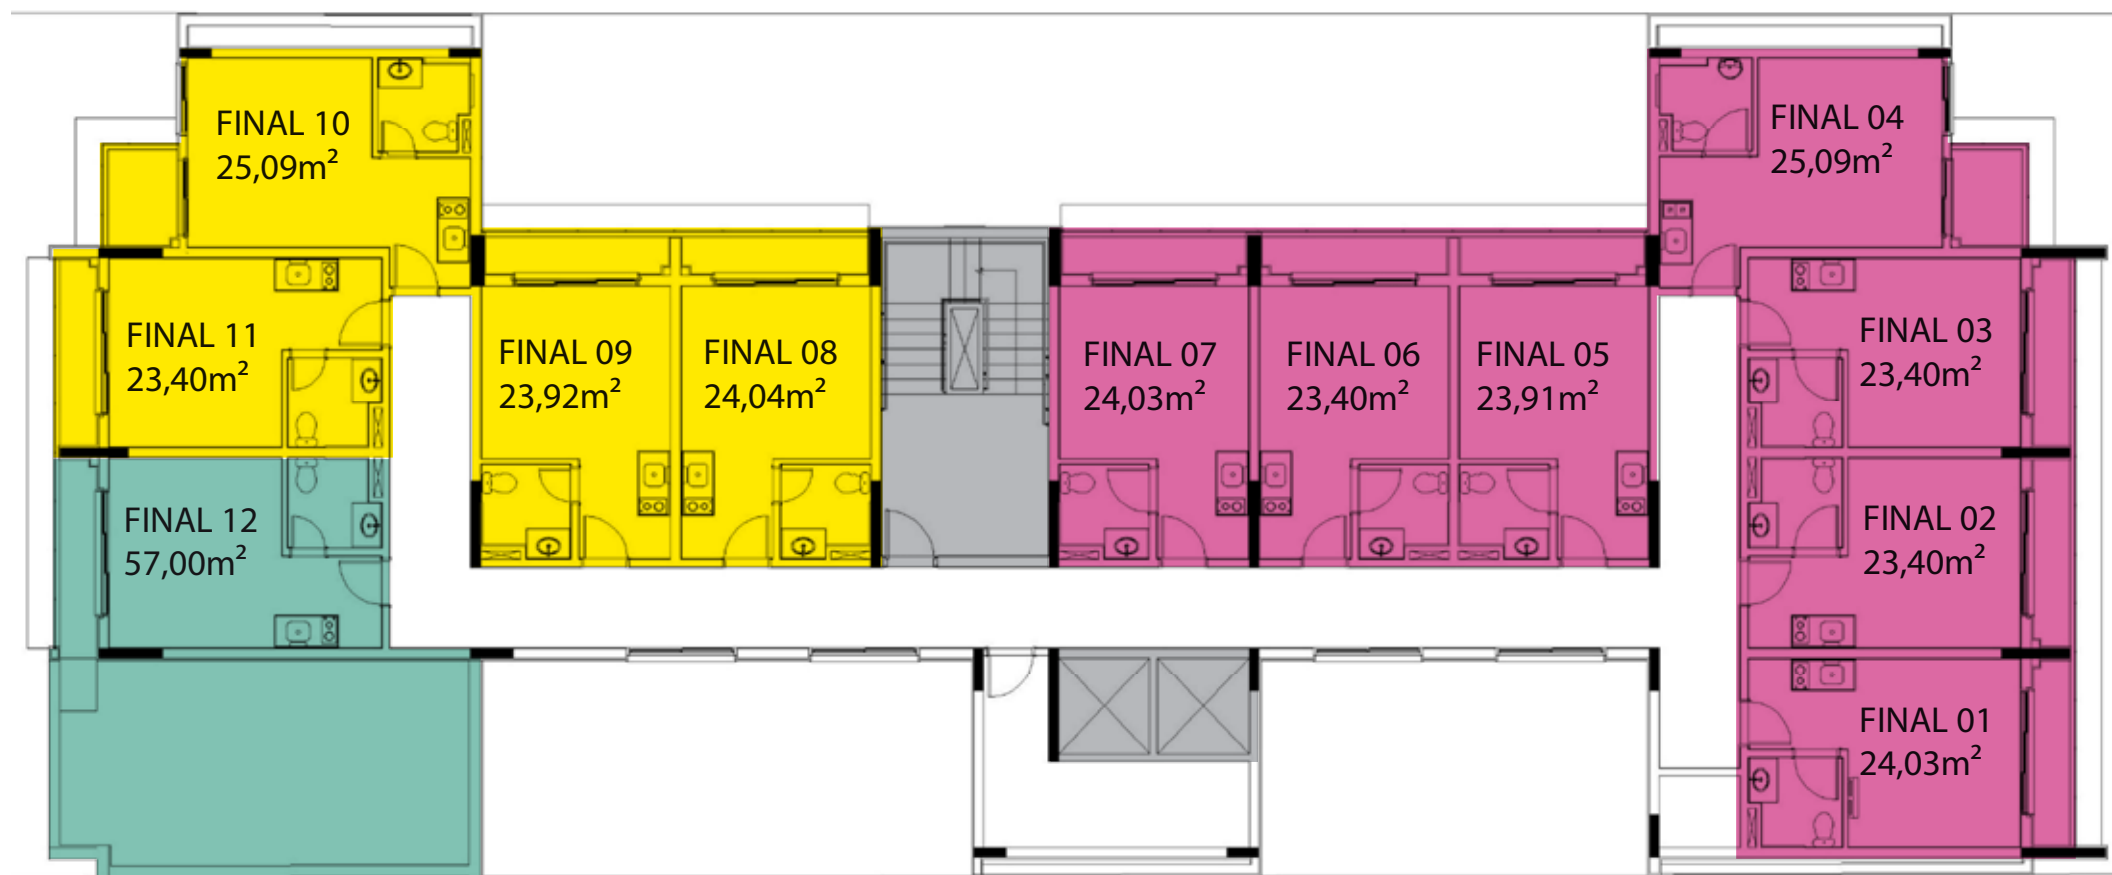 FINAL 10
25,09m²
FINAL 04
25,09m²
FINAL 11
23,40m²
FINAL 09
23,92m²
FINAL 08
24,04m²
FINAL 07
24,03m²
FINAL 06
23,40m²
FINAL 05
23,91m²
FINAL 03
23,40m²
FINAL 12
57,00m²
FINAL 02
23,40m²
FINAL 01
24,03m²